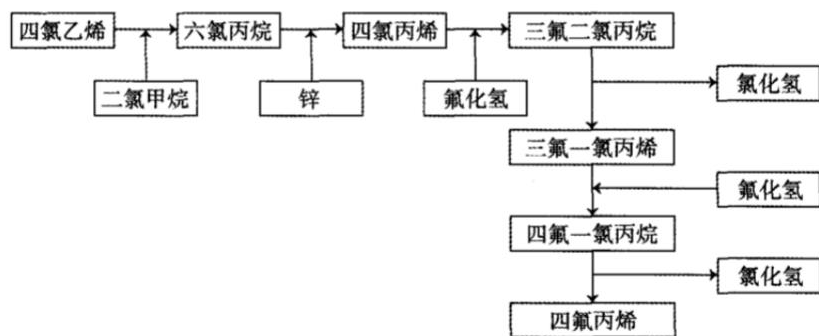 四氯乙烯
六氯丙烷
四氯丙烯
三氟二氯丙烷
二氯甲烷
锌
氟化氢
氯化氢
三氟一氯丙烯
氟化氢
四氟一氯丙烷
氯化氢
四氟丙烯